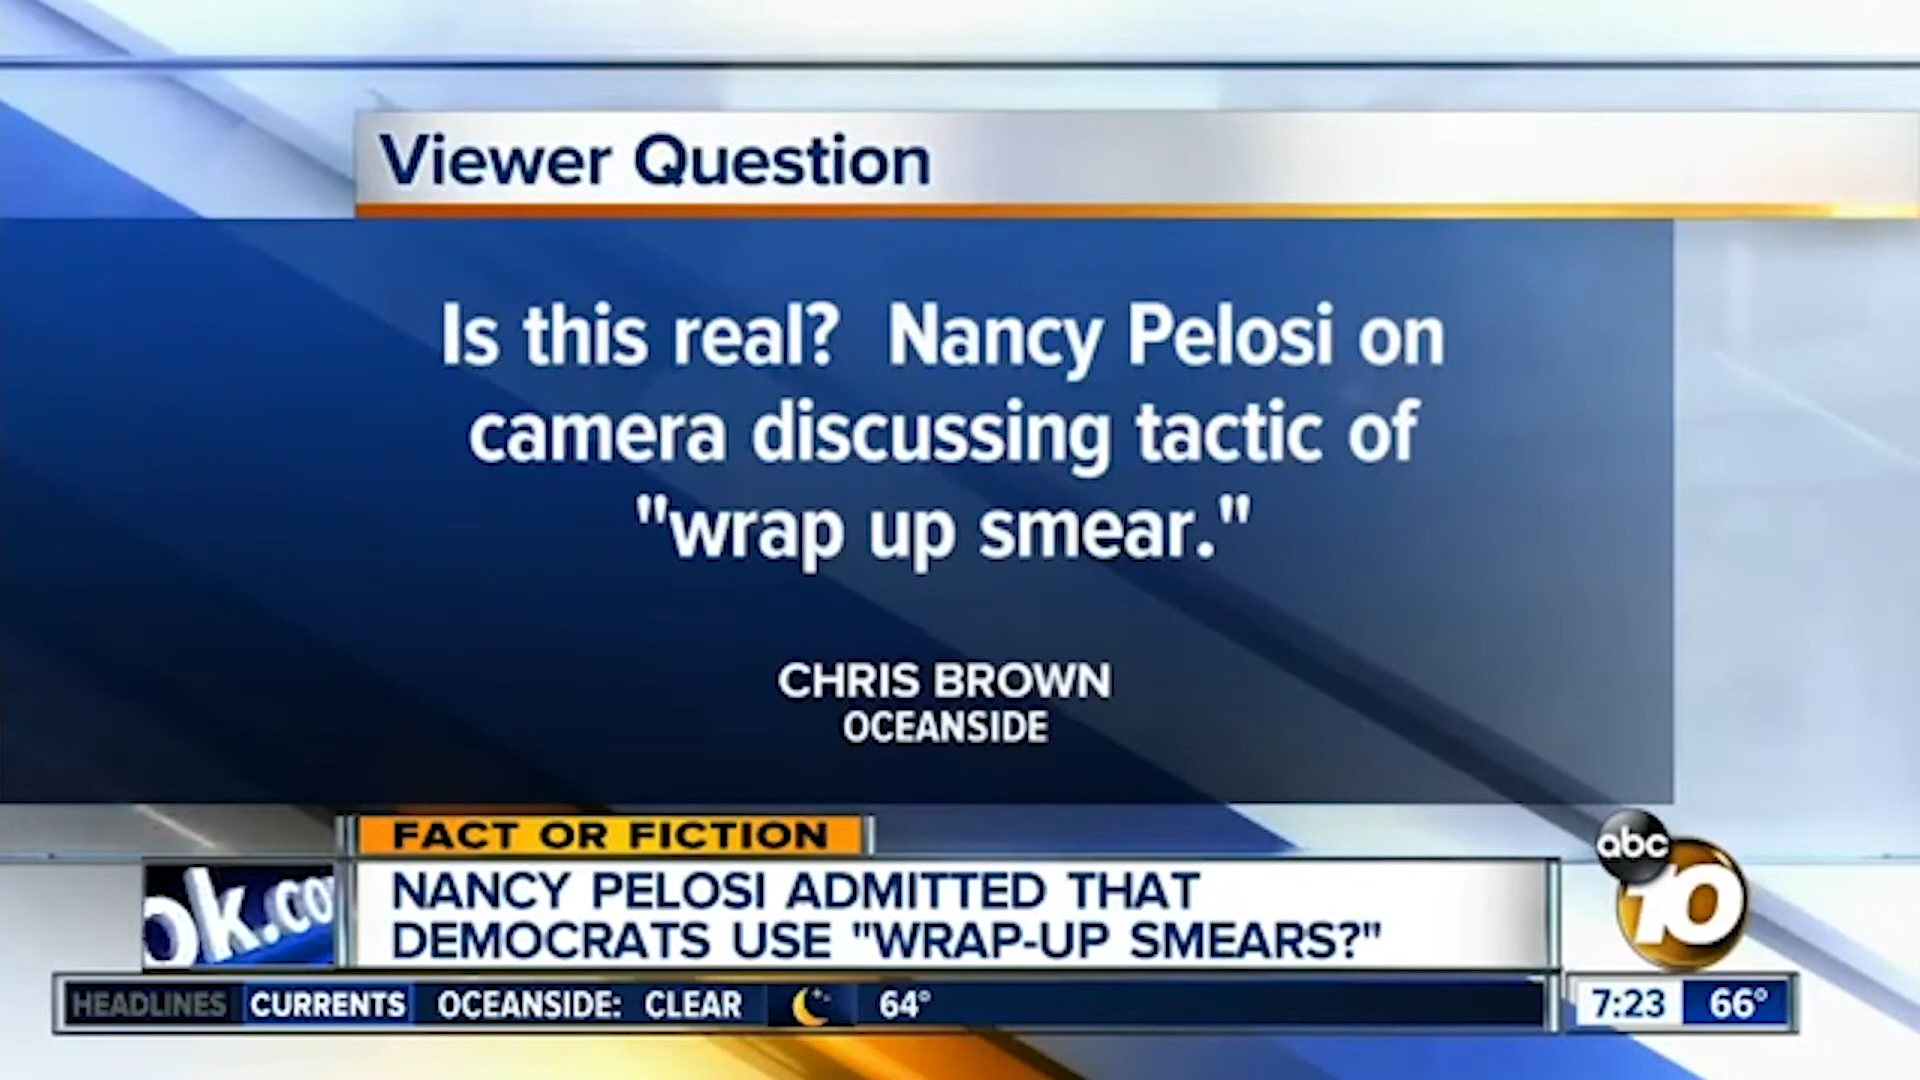 Viewer Question
Is this real? Nancy Pelosi on
camera discussing tactic of
"wrap up smear."
CHRIS BROWN
OCEANSIDE
FACT OR FICTION
NANCY PELOSI ADMITTED THAT
DEMOCRATS USE "WRAP-UP SMEARS?"
ok.co
abc
10
HEADLINES CURRENTS OCEANSIDE: CLEAR 64°
7:23 66°